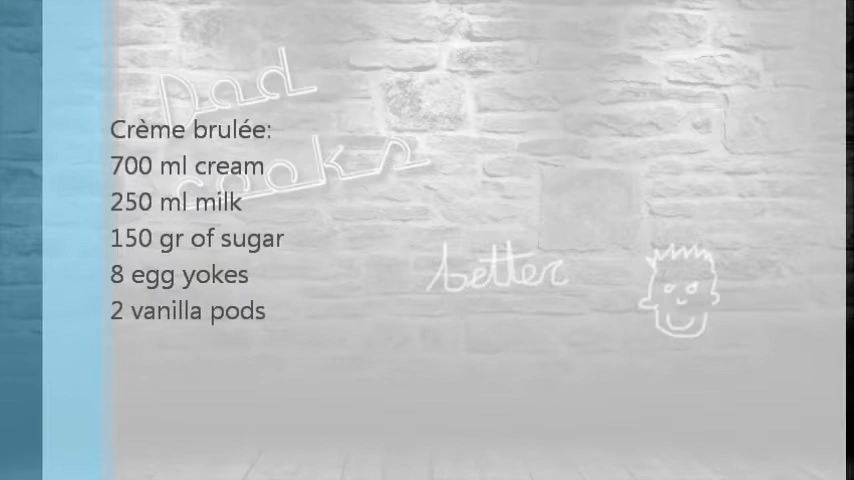 Dad
cooks
better
Crème brulée:
700 ml cream
250 ml milk
150 gr of sugar
8 egg yokes
2 vanilla pods